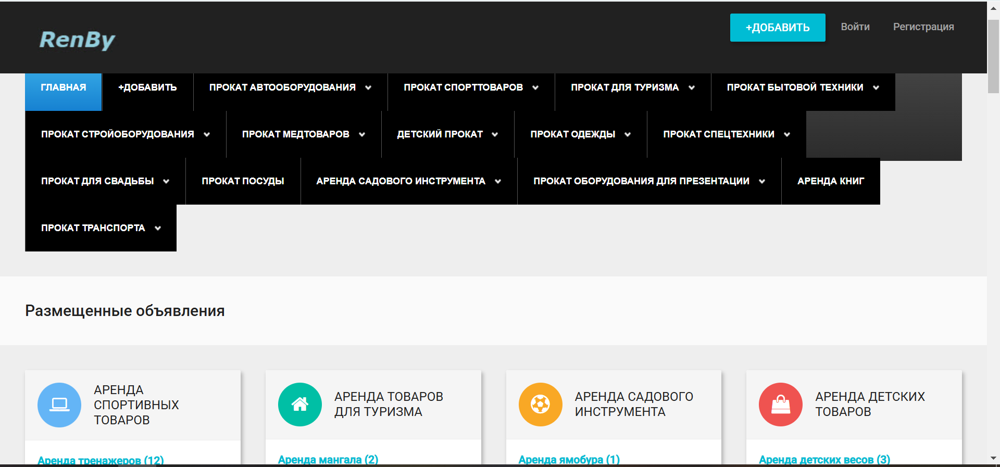 RenBy
+ДОБАВИТЬ Войти Регистрация
ГЛАВНАЯ +ДОБАВИТЬ ПРОКАТ АВТООБОРУДОВАНИЯ ПРОКАТ СПОРТТОВАРОВ ПРОКАТ ДЛЯ ТУРИЗМА ПРОКАТ БЫТОВОЙ ТЕХНИКИ
ПРОКАТ СТРОЙОБОРУДОВАНИЯ ПРОКАТ МЕДТОВАРОВ ДЕТСКИЙ ПРОКАТ ПРОКАТ ОДЕЖДЫ ПРОКАТ СПЕЦТЕХНИКИ
ПРОКАТ ДЛЯ СВАДЬБЫ ПРОКАТ ПОСУДЫ АРЕНДА САДОВОГО ИНСТРУМЕНТА ПРОКАТ ОБОРУДОВАНИЯ ДЛЯ ПРЕЗЕНТАЦИИ АРЕНДА КНИГ
ПРОКАТ ТРАНСПОРТА
Размещенные объявления
АРЕНДА
СПОРТИВНЫХ
ТОВАРОВ
Аренда тренажеров (12)
АРЕНДА ТОВАРОВ
ДЛЯ ТУРИЗМА
Аренда мангала (2)
АРЕНДА САДОВОГО
ИНСТРУМЕНТА
Аренда ямобура (1)
АРЕНДА ДЕТСКИХ
ТОВАРОВ
Аренда детских весов (3)